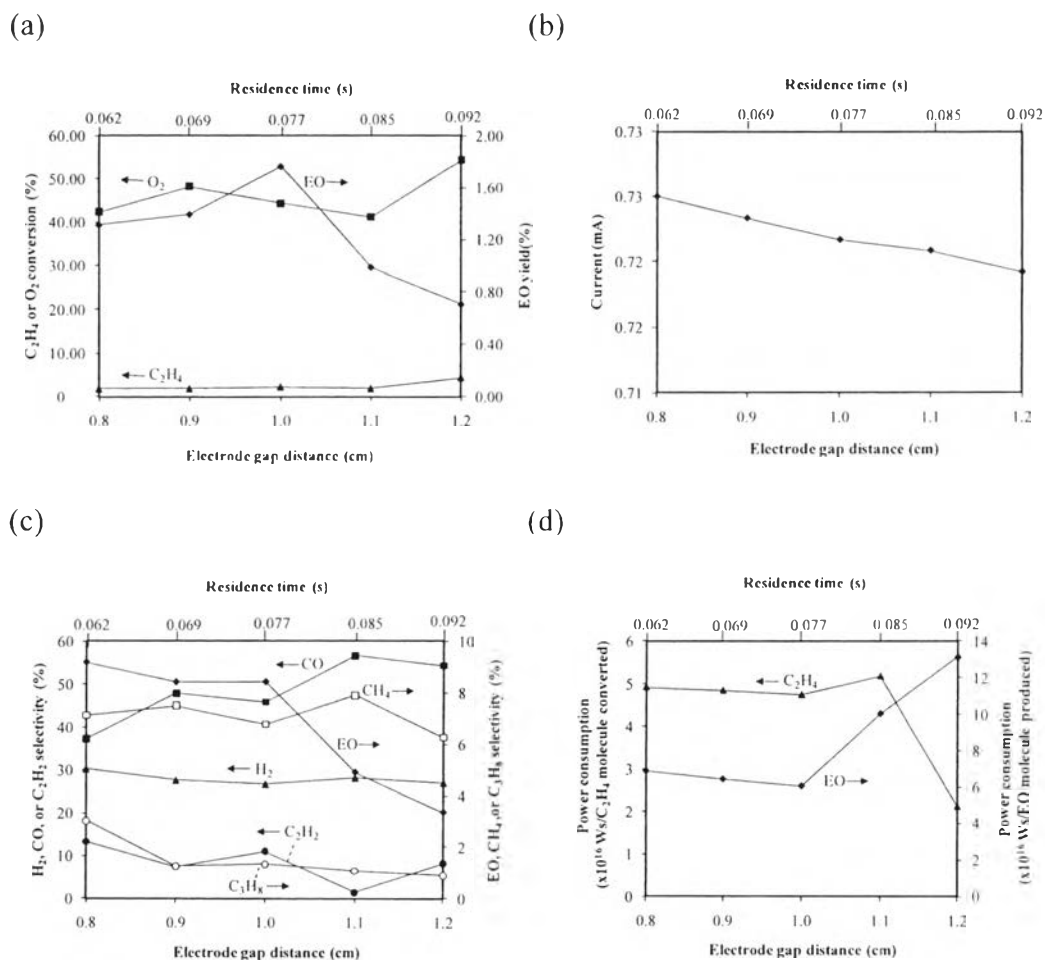 (a)
Residence time (s)
0.062 0.069 0.077 0.085 0.092
60.00
50.00
40.00
30.00
20.00
10.00
0
C₂H₄ or O₂ conversion (%)
2.00
1.60
1.20
0.80
0.40
0.00
EO yield(%)
O₂
EO
C₂H₄
0.8 0.9 1.0 1.1 1.2
Electrode gap distance (cm)
(b)
Residence time (s)
0.062 0.069 0.077 0.085 0.092
0.73
0.73
0.72
0.72
0.71
Current (mA)
0.8 0.9 1.0 1.1 1.2
Electrode gap distance (cm)
(c)
Residence time (s)
0.062 0.069 0.077 0.085 0.092
60
50
40
30
20
10
0
H₂, CO, or C₂H₂ selectivity (%)
10
8
6
4
2
0
EO, CH₄, or C₃H₈ selectivity (%)
CO
CH₄
EO
H₂
C₂H₂
C₃H₈
0.8 0.9 1.0 1.1 1.2
Electrode gap distance (cm)
(d)
Residence time (s)
0.062 0.069 0.077 0.085 0.092
6
5
4
3
2
1
0
Power consumption
(x10¹⁶ Ws/C₂H₄ molecule converted)
14
12
10
8
6
4
2
0
Power consumption
(x10¹⁶ Ws/EO molecule produced)
C₂H₄
EO
0.8 0.9 1.0 1.1 1.2
Electrode gap distance (cm)